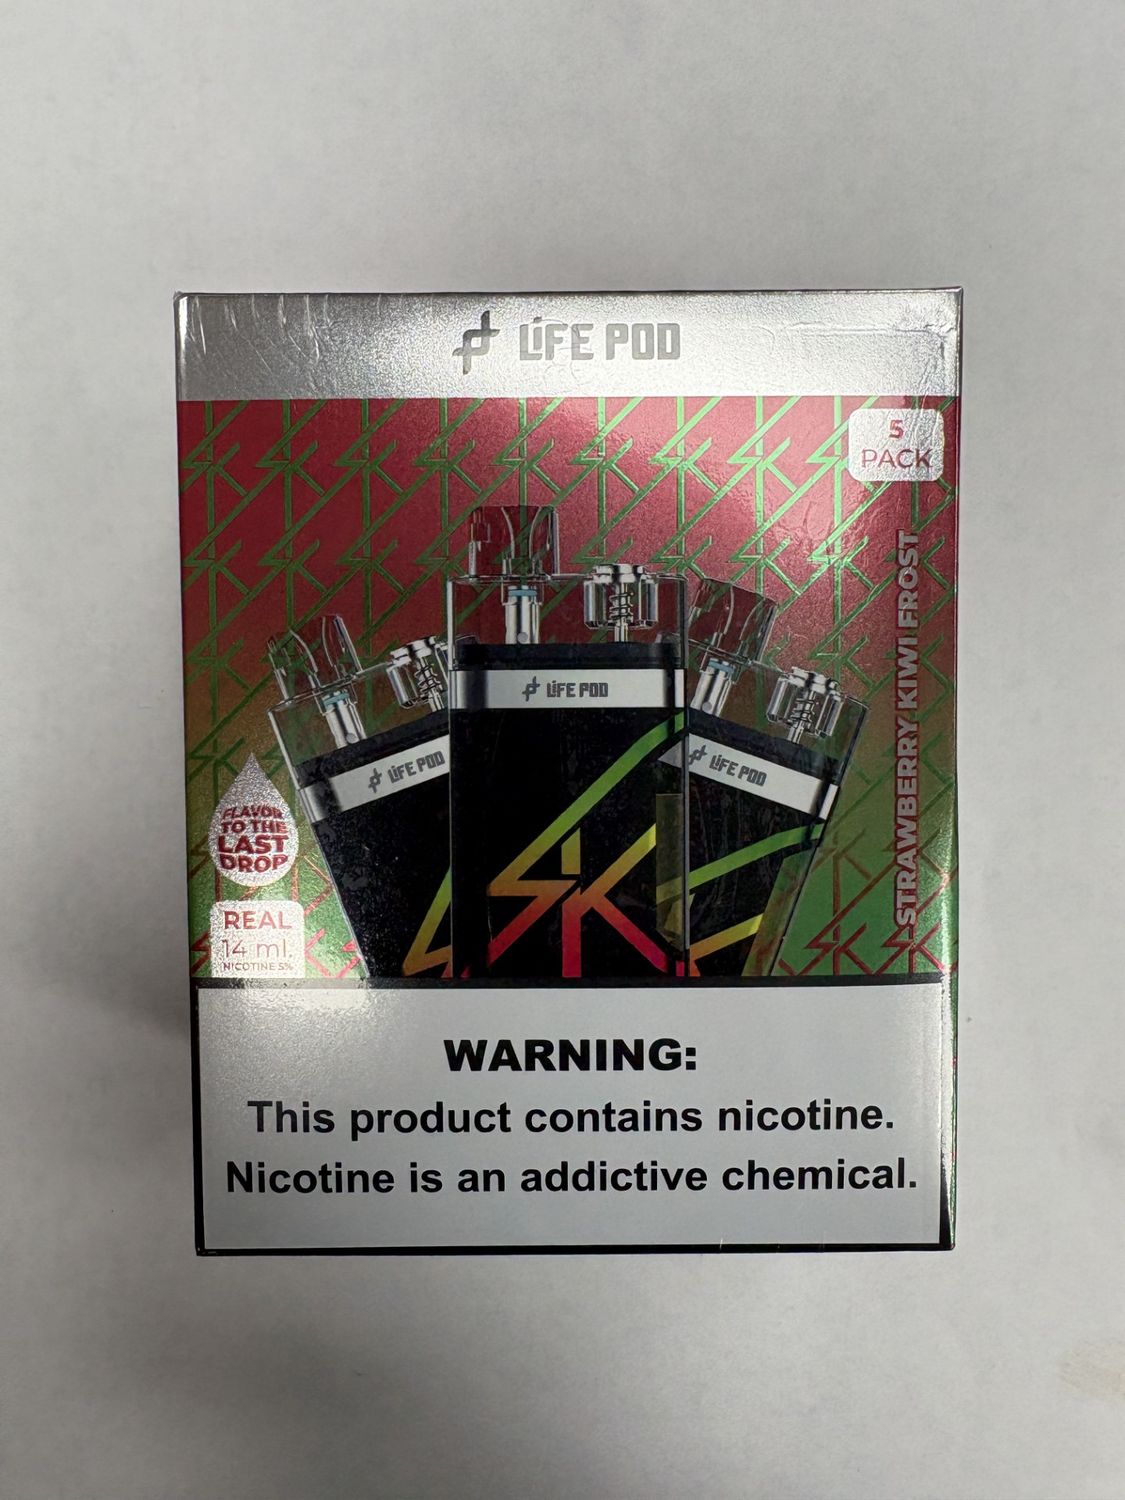 LIFE POD
5
PACK
STRAWBERRY KIWI FROST
LIFE POD
LIFE POD
LIFE POD
SK
FLAVOR
TO THE
LAST
DROP
REAL
14 ml.
NICOTINE 5%
WARNING:
This product contains nicotine.
Nicotine is an addictive chemical.